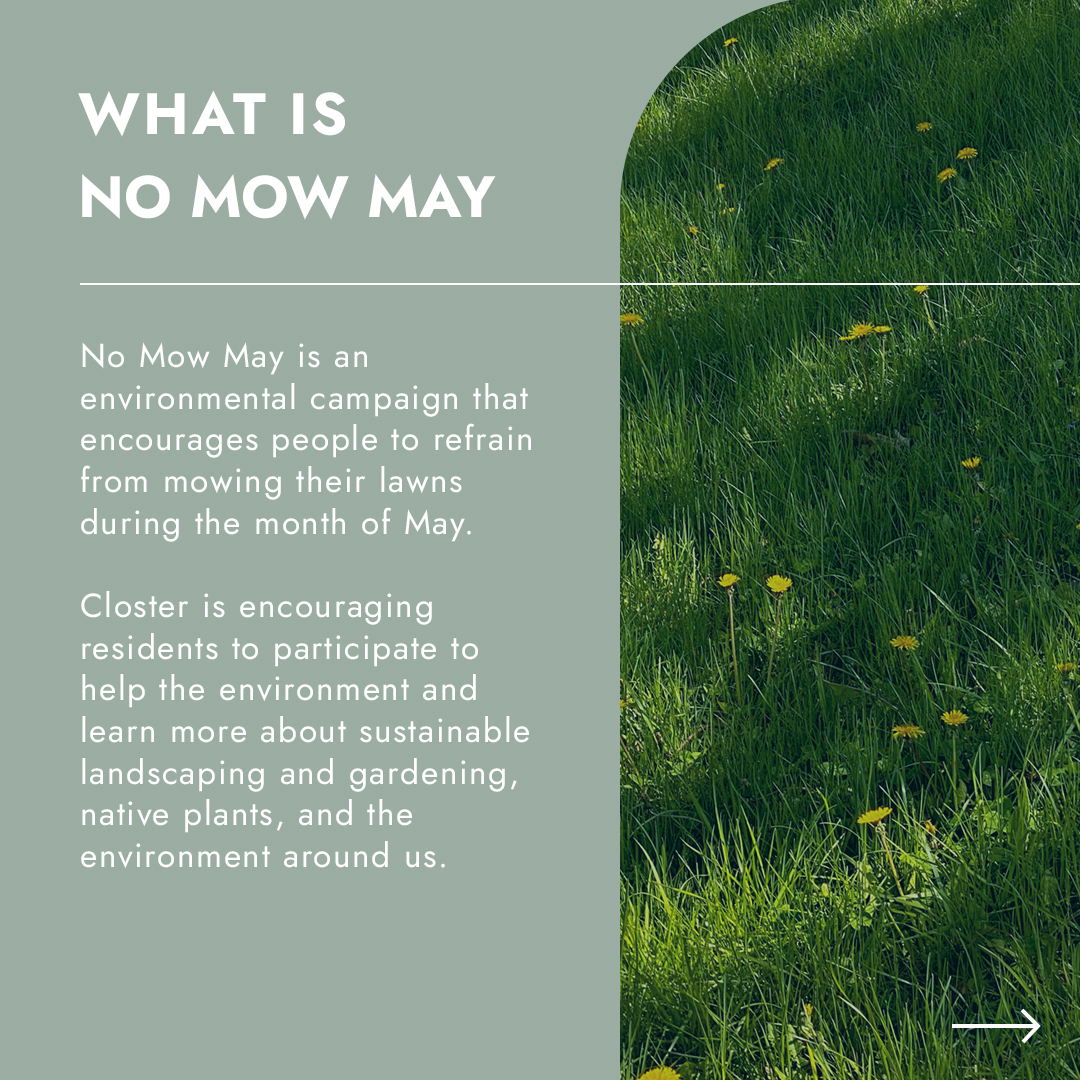 WHAT IS
NO MOW MAY
No Mow May is an
environmental campaign that
encourages people to refrain
from mowing their lawns
during the month of May.
Closter is encouraging
residents to participate to
help the environment and
learn more about sustainable
landscaping and gardening,
native plants, and the
environment around us.